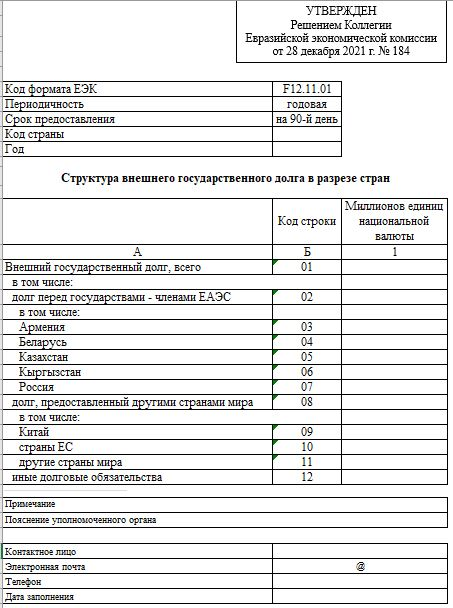 УТВЕРЖДЕН
Решением Коллегии
Евразийской экономической комиссии
от 28 декабря 2021 г. № 184
Код формата ЕЭК F12.11.01
Периодичность годовая
Срок предоставления на 90-й день
Код страны
Год
Структура внешнего государственного долга в разрезе стран
Код строки
Миллионов единиц
национальной
валюты
А Б 1
Внешний государственный долг, всего 01
в том числе:
долг перед государствами - членами ЕАЭС 02
в том числе:
Армения 03
Беларусь 04
Казахстан 05
Кыргызстан 06
Россия 07
долг, предоставленный другими странами мира 08
в том числе:
Китай 09
страны ЕС 10
другие страны мира 11
иные долговые обязательства 12
Примечание
Пояснение уполномоченного органа
Контактное лицо
Электронная почта @
Телефон
Дата заполнения